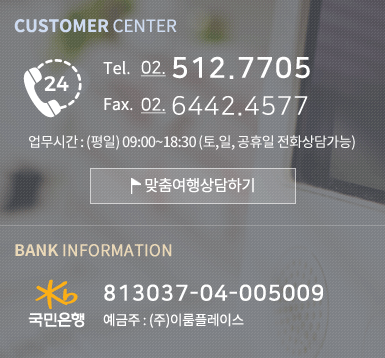 CUSTOMER CENTER
24
Tel. 02. 512.7705
Fax. 02. 6442.4577
업무시간 : (평일) 09:00~18:30 (토,일, 공휴일 전화상담가능)
맞춤여행상담하기
BANK INFORMATION
Kb
국민은행
813037-04-005009
예금주 : (주)이룸플레이스